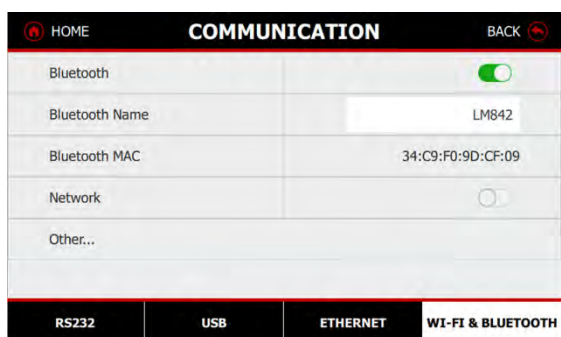 HOME COMMUNICATION BACK
Bluetooth
Bluetooth Name LM842
Bluetooth MAC 34:C9:F0:9D:CF:09
Network
Other...
RS232 USB ETHERNET WI-FI & BLUETOOTH